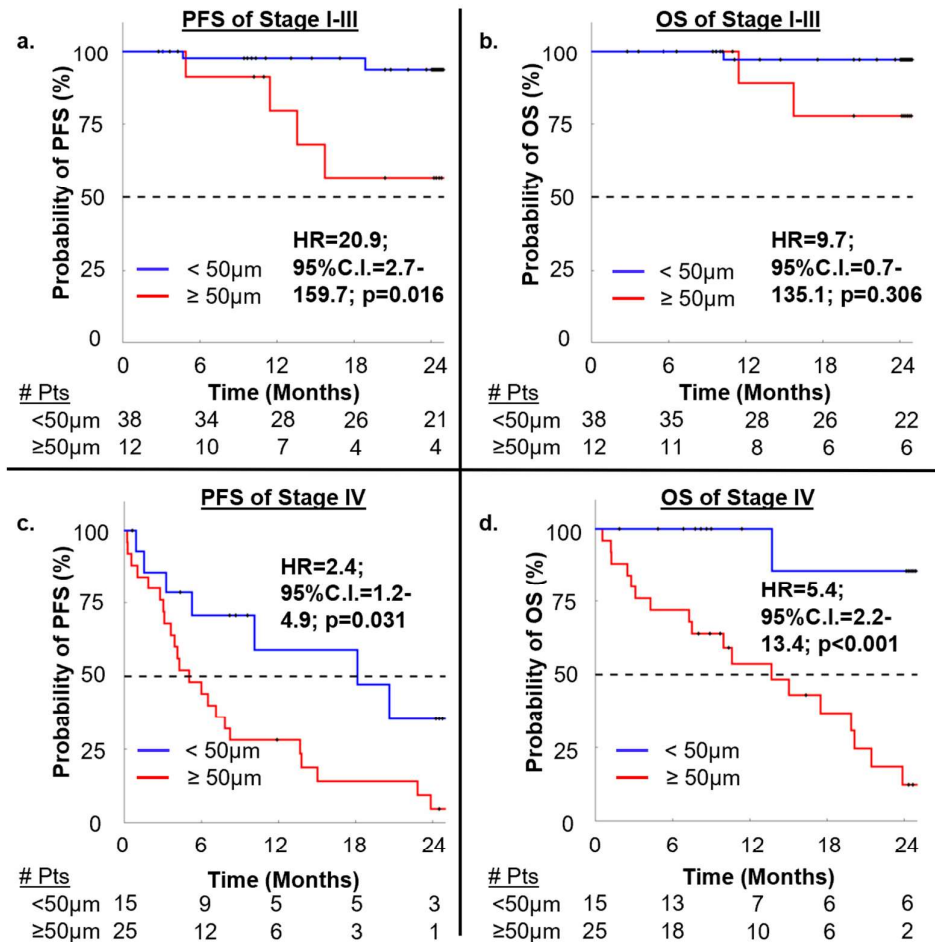 a.
PFS of Stage I-III
Probability of PFS (%)
100
75
50
25
0
HR=20.9;
95%C.I.=2.7-
159.7; p=0.016
< 50µm
≥ 50µm
0 6 12 18 24
Time (Months)
# Pts
<50µm 38 34 28 26 21
≥50µm 12 10 7 4 4
b.
OS of Stage I-III
Probability of OS (%)
100
75
50
25
0
HR=9.7;
95%C.I.=0.7-
135.1; p=0.306
< 50µm
≥ 50µm
0 6 12 18 24
Time (Months)
# Pts
<50µm 38 35 28 26 22
≥50µm 12 11 8 6 6
c.
PFS of Stage IV
Probability of PFS (%)
100
75
50
25
0
HR=2.4;
95%C.I.=1.2-
4.9; p=0.031
< 50µm
≥ 50µm
0 6 12 18 24
Time (Months)
# Pts
<50µm 15 9 5 5 3
≥50µm 25 12 6 3 1
d.
OS of Stage IV
Probability of OS (%)
100
75
50
25
0
HR=5.4;
95%C.I.=2.2-
13.4; p<0.001
< 50µm
≥ 50µm
0 6 12 18 24
Time (Months)
# Pts
<50µm 15 13 7 6 6
≥50µm 25 18 10 6 2